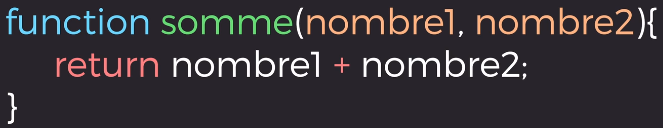 function somme(nombre1, nombre2){
return nombre1 + nombre2;
}